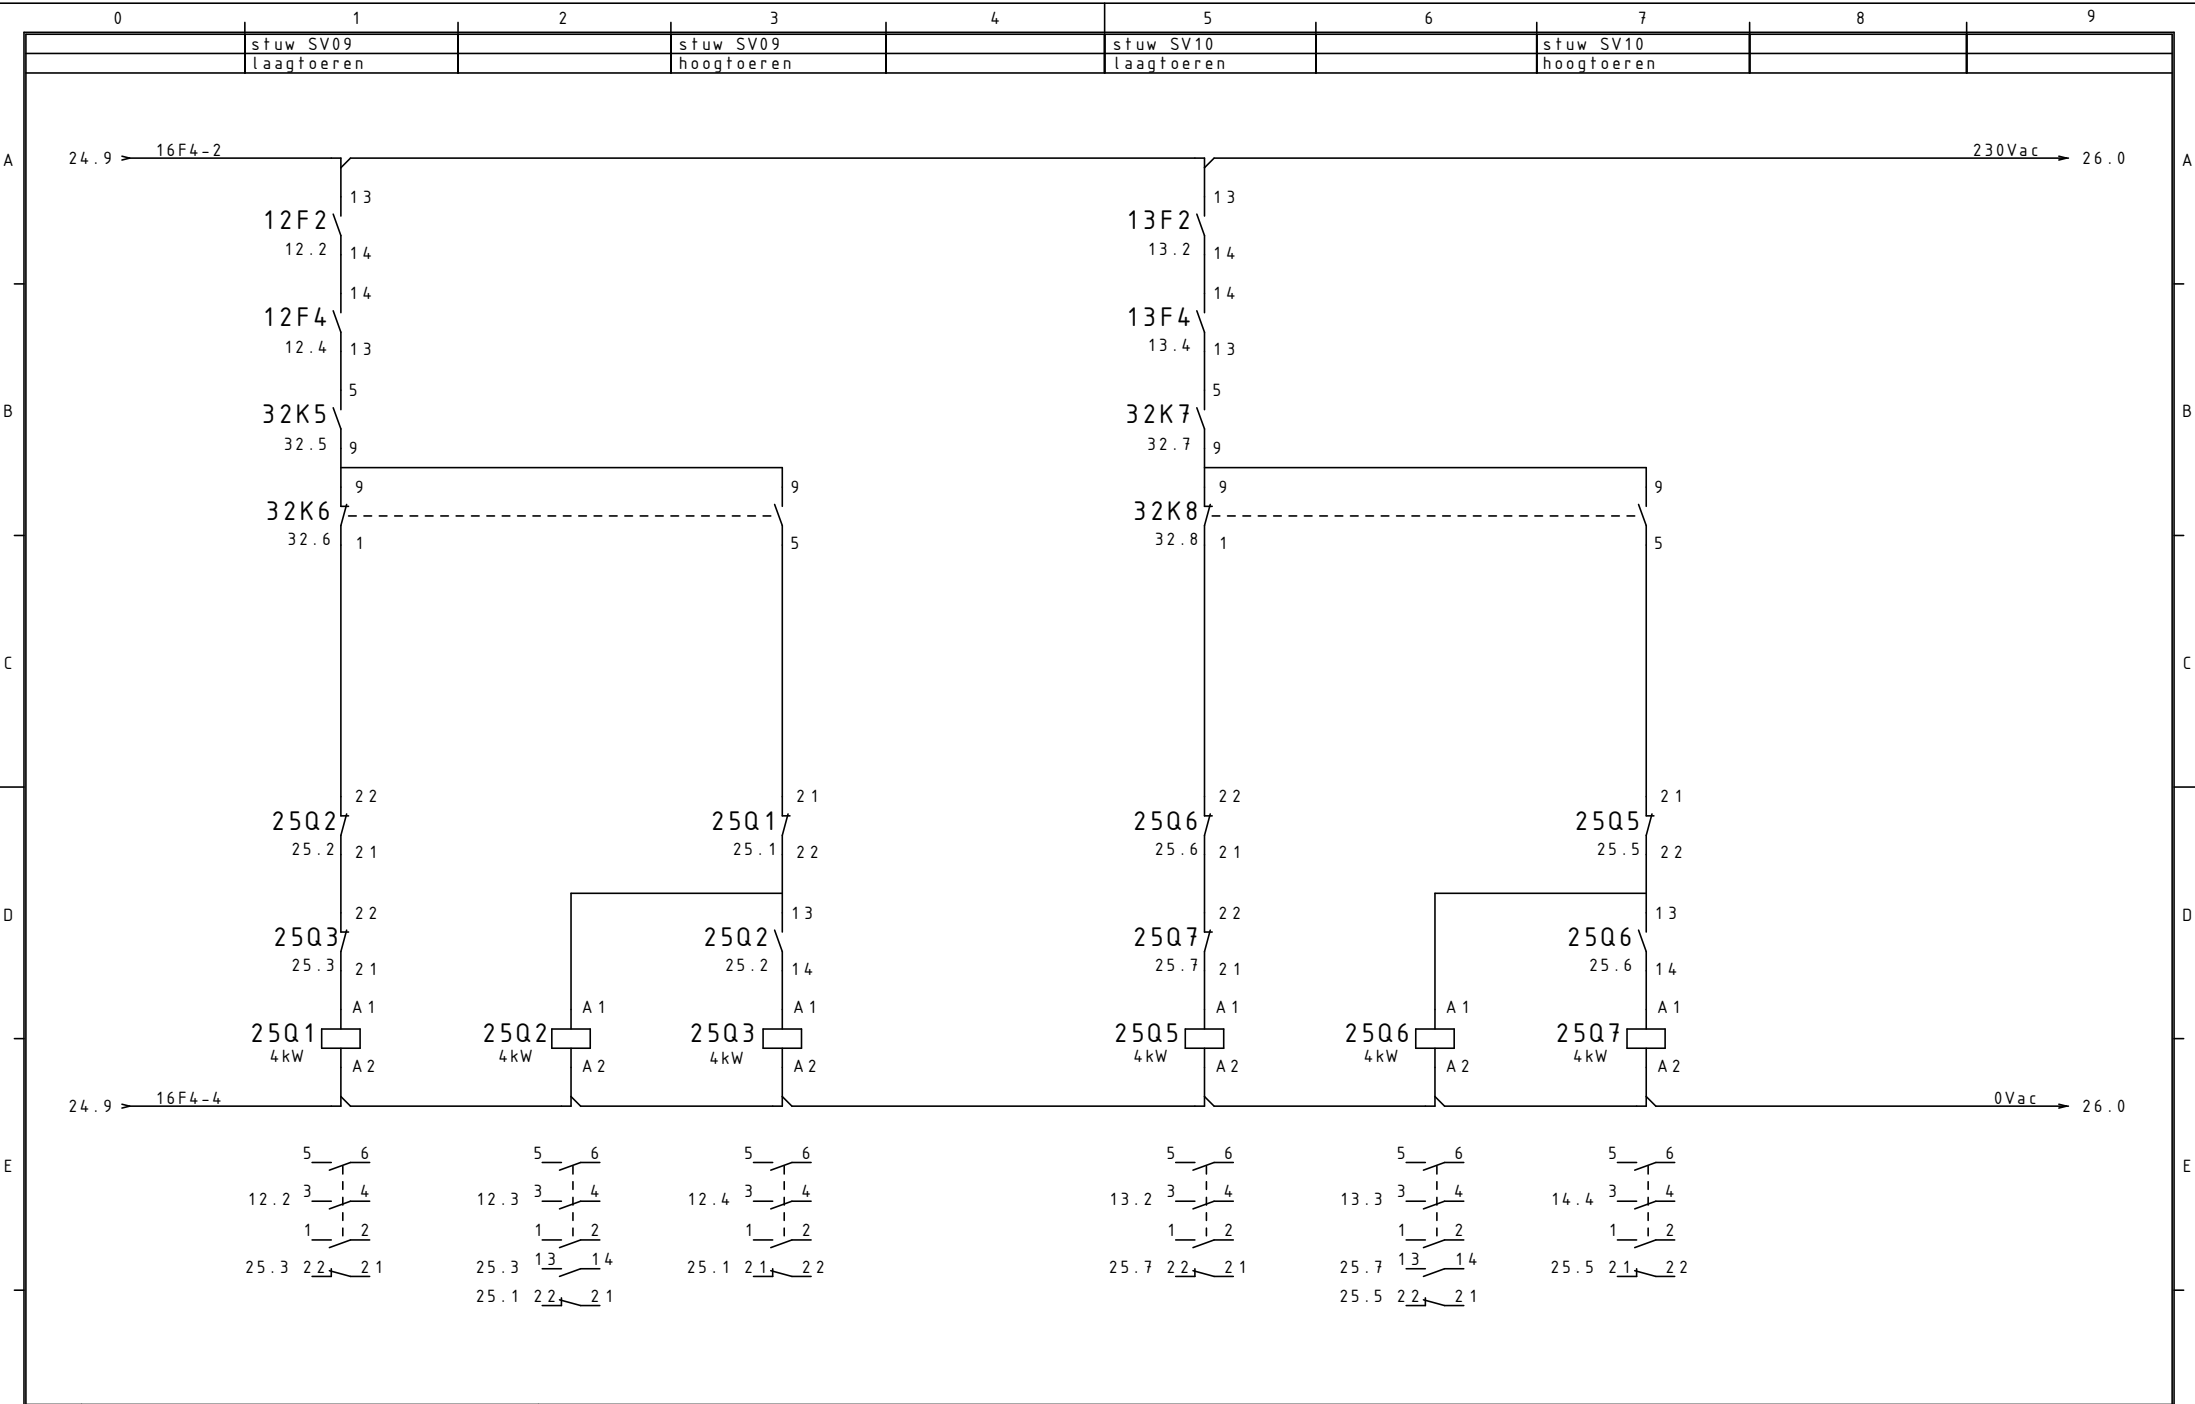 0 1 2 3 4 5 6 7 8 9
stuw SV09 stuw SV09 stuw SV10 stuw SV10
laagtoeren hoogtoeren laagtoeren hoogtoeren
A 24.9 16F4-2 230Vac 26.0 A
13 13
12F2 13F2
12.2 14 13.2 14
14 14
12F4 13F4
12.4 13 13.4 13
5 5
B 32K5 32K7 B
32.5 9 32.7 9
9 9 9 9
32K6 32K8
32.6 1 5 32.8 1 5
C C
22 21 22 21
25Q2 25Q1 25Q6 25Q5
25.2 21 25.1 22 25.6 21 25.5 22
D 22 13 22 13 D
25Q3 25Q2 25Q7 25Q6
25.3 21 25.2 14 25.7 21 25.6 14
A1 A1 A1 A1 A1 A1
25Q1 25Q2 25Q3 25Q5 25Q6 25Q7
4kW 4kW 4kW 4kW 4kW 4kW
A2 A2 A2 A2 A2 A2
24.9 16F4-4 0Vac 26.0
E 5 6 5 6 5 6 5 6 5 6 5 6 E
12.2 3 4 12.3 3 4 12.4 3 4 13.2 3 4 13.3 3 4 14.4 3 4
1 2 1 2 1 2 1 2 1 2 1 2
25.3 22 21 25.3 13 14 25.1 21 22 25.7 22 21 25.7 13 14 25.5 21 22
25.1 22 21 25.5 22 21